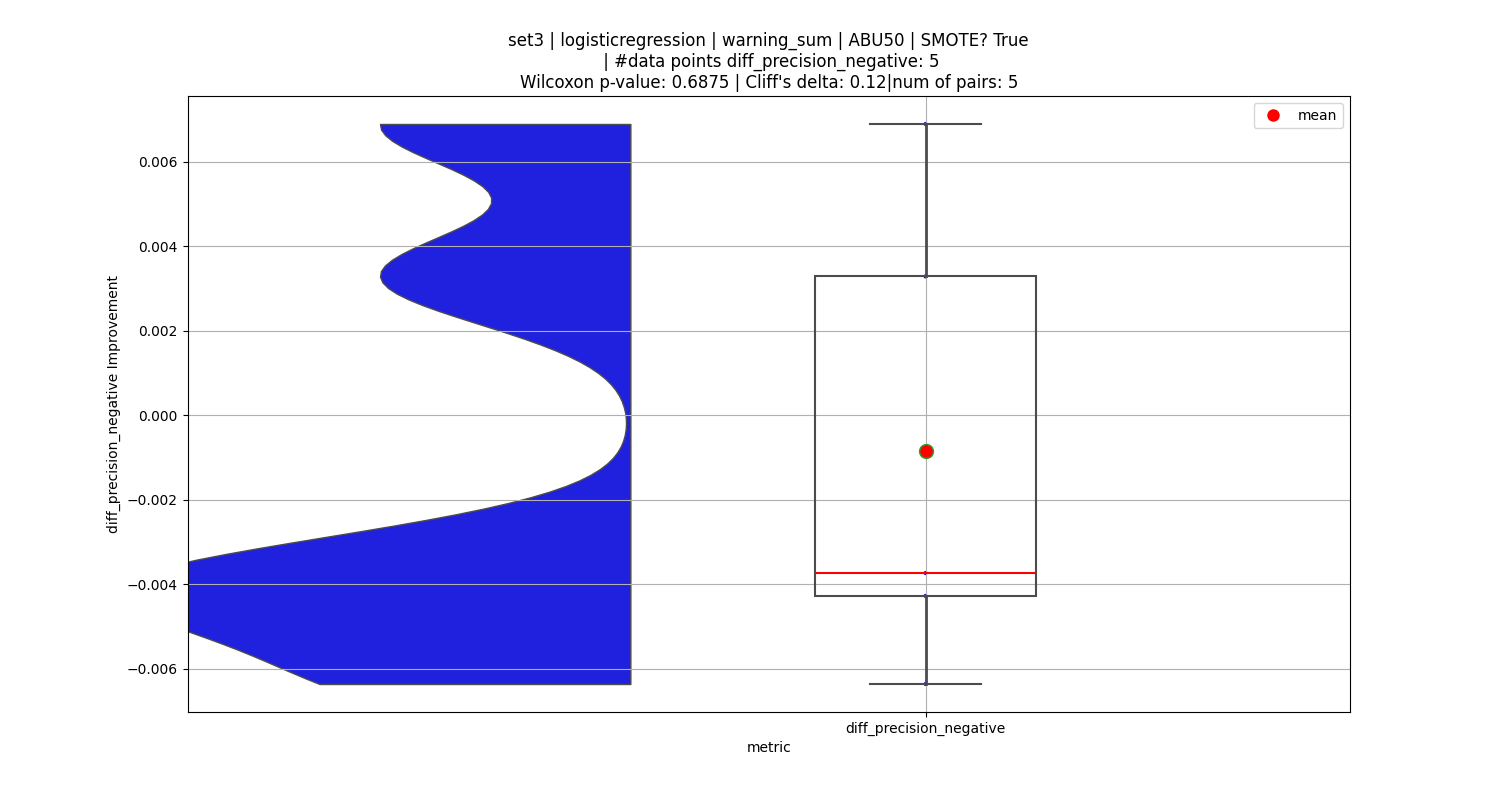 set3 | logisticregression | warning_sum | ABU50 | SMOTE? True
| #data points diff_precision_negative: 5
Wilcoxon p-value: 0.6875 | Cliff's delta: 0.12|num of pairs: 5
mean
0.006
0.004
0.002
0.000
−0.002
−0.004
−0.006
diff_precision_negative Improvement
diff_precision_negative
metric